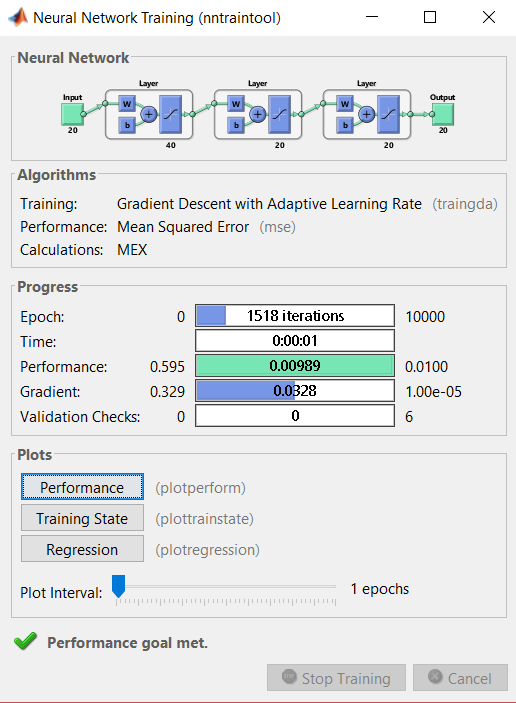 Neural Network Training (nntraintool)
Neural Network
Layer Layer Layer
Input Output
W W W
+ + +
b b b
20 20
40 20 20
Algorithms
Training: Gradient Descent with Adaptive Learning Rate (traingda)
Performance: Mean Squared Error (mse)
Calculations: MEX
Progress
Epoch: 0 1518 iterations 10000
Time: 0:00:01
Performance: 0.595 0.00989 0.0100
Gradient: 0.329 0.0328 1.00e-05
Validation Checks: 0 0 6
Plots
Performance (plotperform)
Training State (plottrainstate)
Regression (plotregression)
Plot Interval: 1 epochs
Performance goal met.
Stop Training Cancel